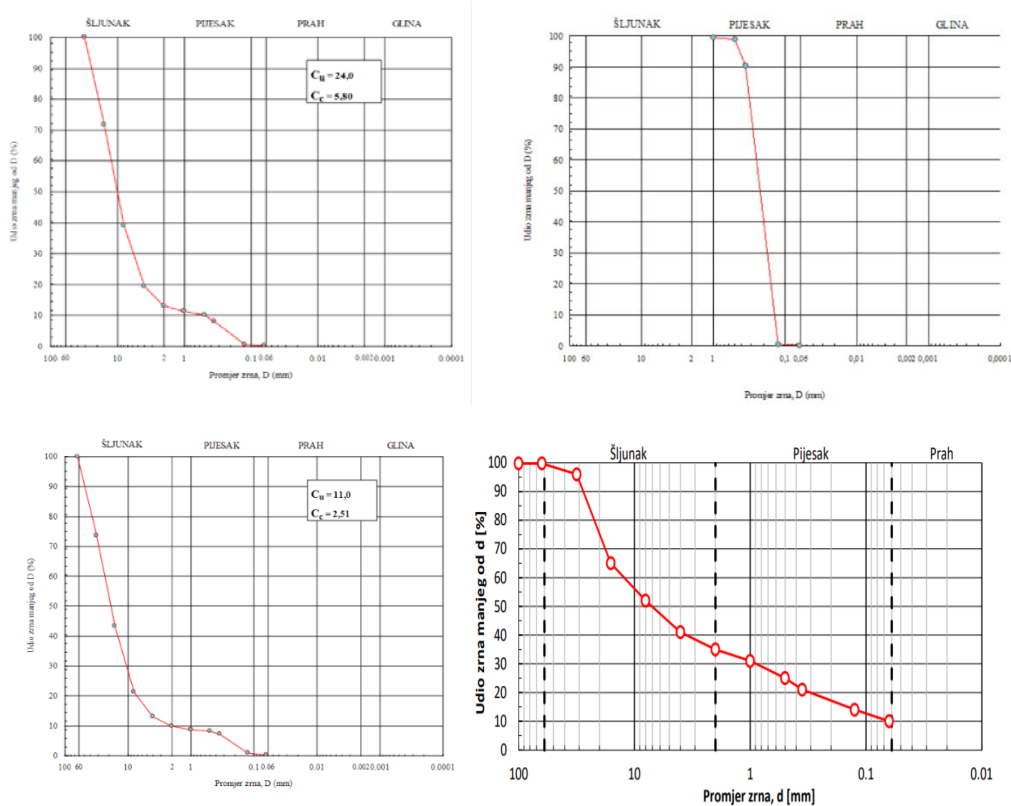 ŠLJUNAK PIJESAK PRAH GLINA
100
90
80
70
60
50
40
30
20
10
0
Udio zrna manjeg od D (%)
Cu = 24,0
Cc = 5,80
100 60 10 2 1 0.1 0.06 0.01 0.002 0.001 0.0001
Promjer zrna, D (mm)
ŠLJUNAK PIJESAK PRAH GLINA
100
90
80
70
60
50
40
30
20
10
0
Udio zrna manjeg od D (%)
100 60 10 2 1 0,1 0,06 0,01 0,002 0,001 0,0001
Promjer zrna, D (mm)
ŠLJUNAK PIJESAK PRAH GLINA
100
90
80
70
60
50
40
30
20
10
0
Udio zrna manjeg od D (%)
Cu = 11,0
Cc = 2,51
100 60 10 2 1 0.1 0.06 0.01 0.002 0.001 0.0001
Promjer zrna, D (mm)
Šljunak Pijesak Prah
100
90
80
70
60
50
40
30
20
10
0
Udio zrna manjeg od d [%]
100 10 1 0.1 0.01
Promjer zrna, d [mm]